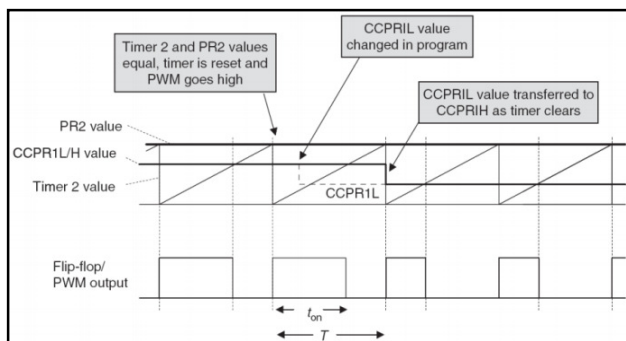 Timer 2 and PR2 values
equal, timer is reset and
PWM goes high
CCPRIL value
changed in program
CCPRIL value transferred to
CCPRIH as timer clears
PR2 value
CCPR1L/H value
Timer 2 value
CCPR1L
Flip-flop/
PWM output
ton
T